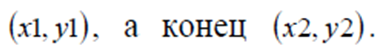 (x1, y1), а конец (x2, y2).